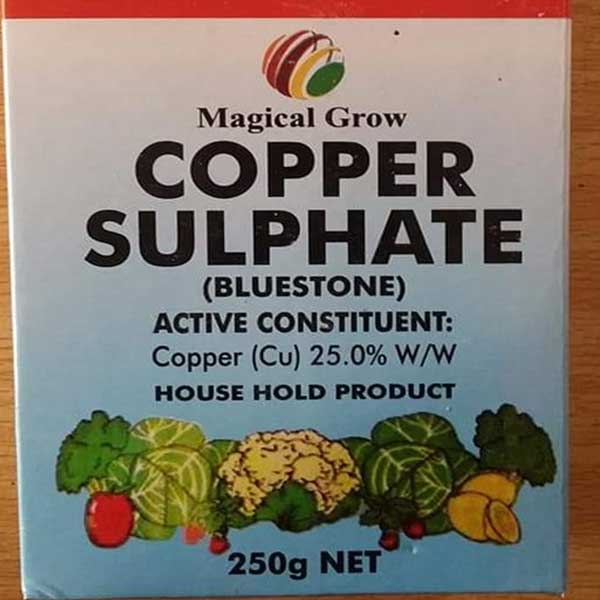 Magical Grow
COPPER
SULPHATE
(BLUESTONE)
ACTIVE CONSTITUENT:
Copper (Cu) 25.0% W/W
HOUSE HOLD PRODUCT
250g NET